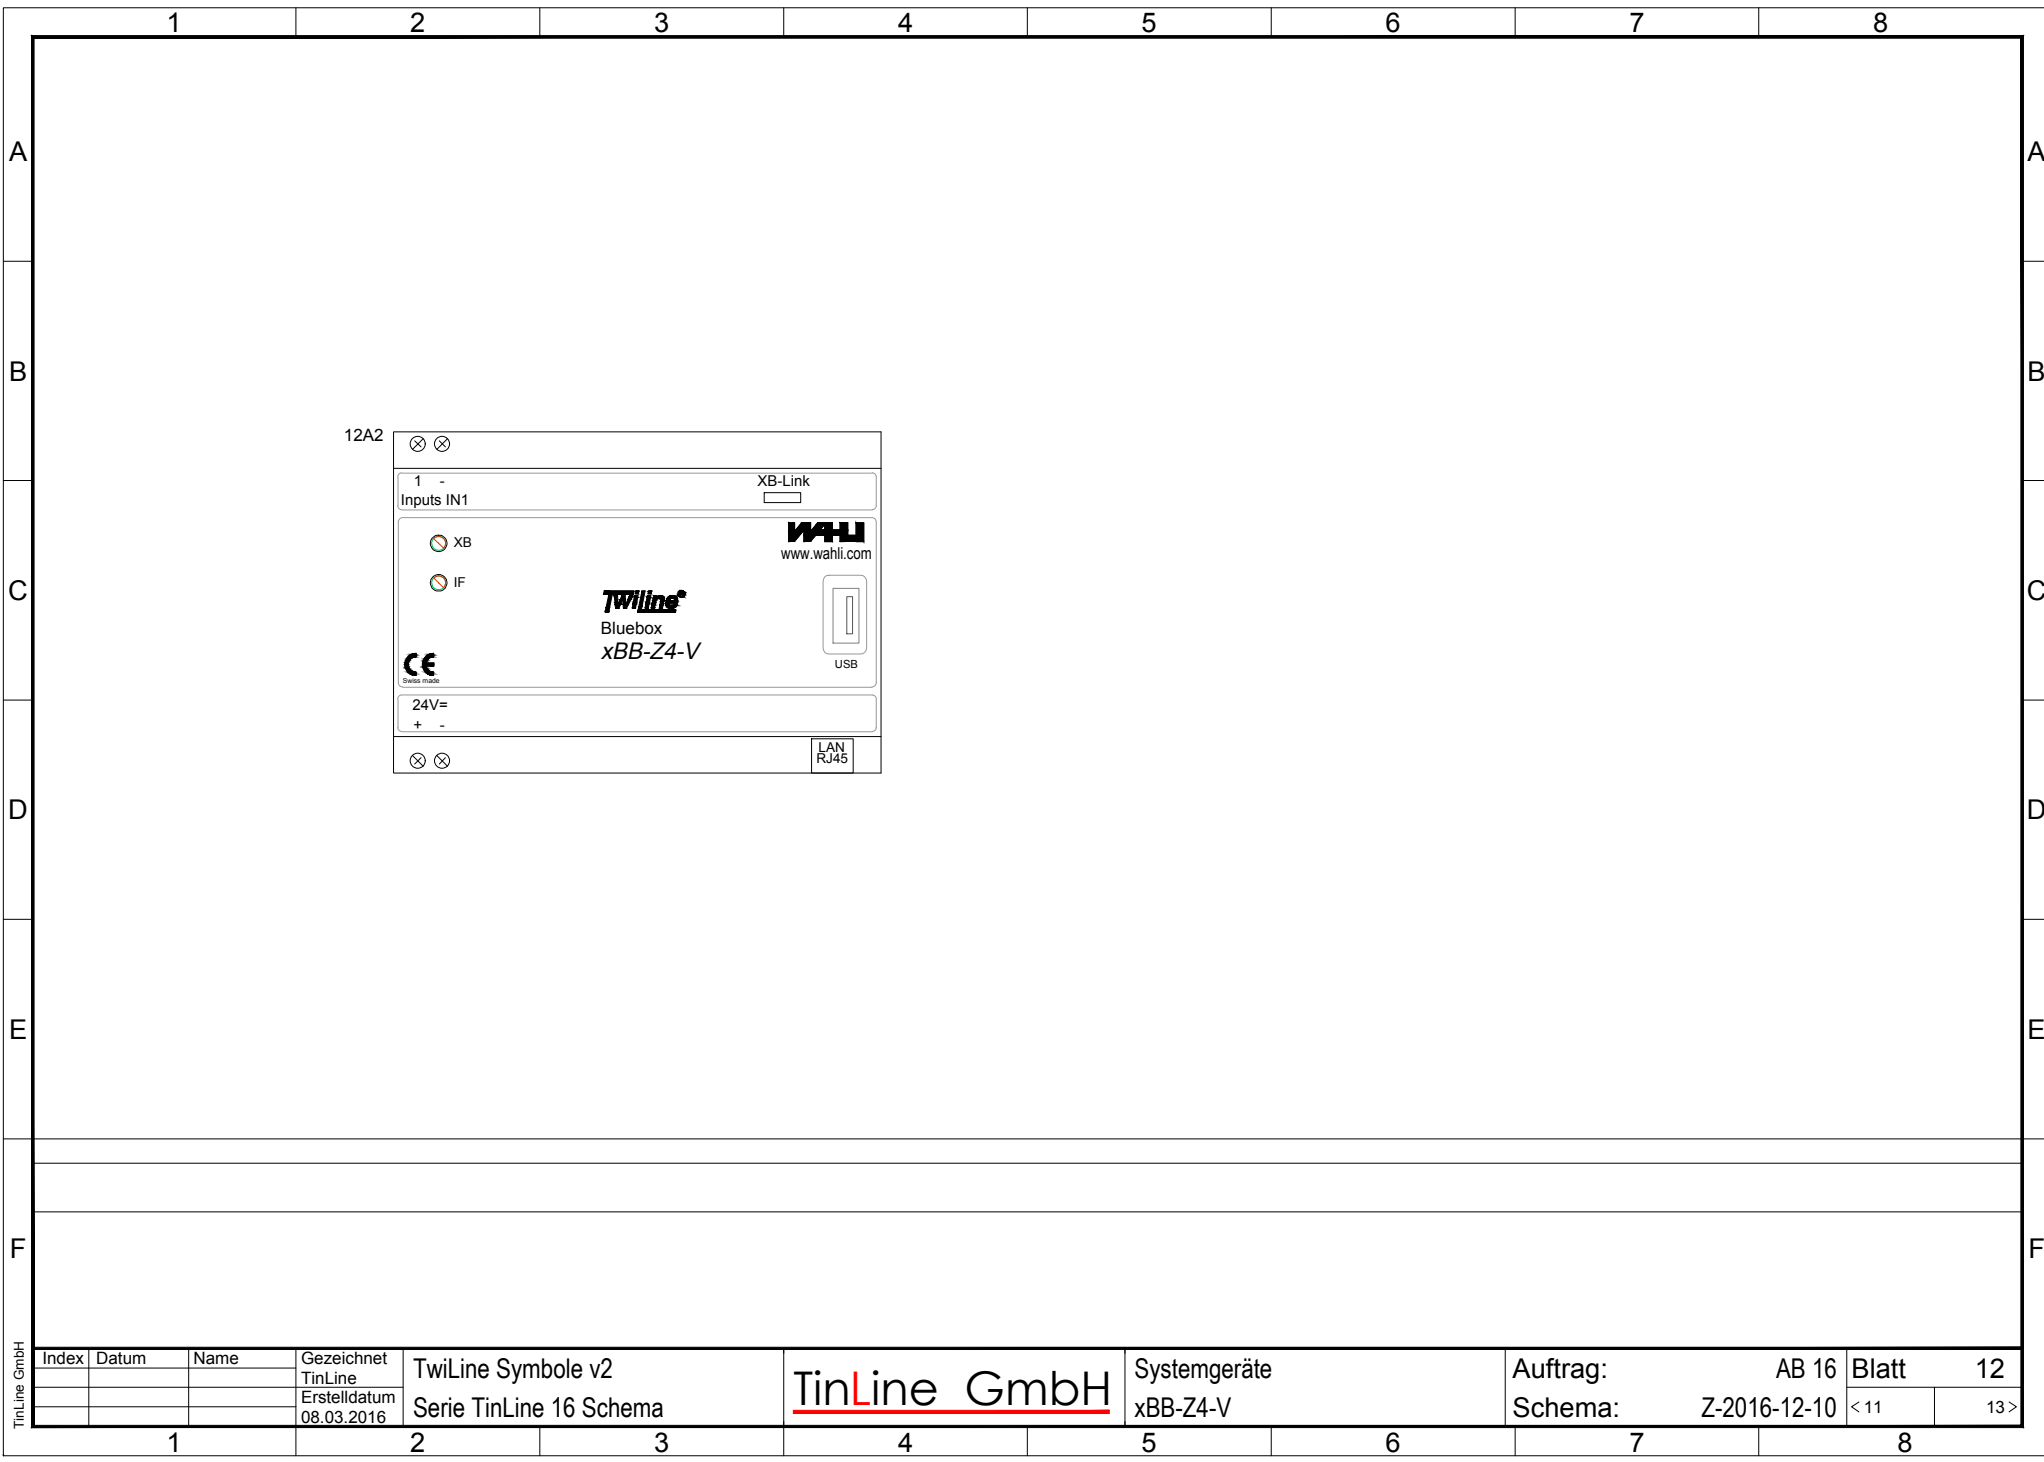 1 2 3 4 5 6 7 8
A A
B B
12A2
1 - XB-Link
Inputs IN1
WAHLI
www.wahli.com
XB
IF
C C
Twiline®
Bluebox
xBB-Z4-V
USB
CE
Swiss made
24V=
+ -
LAN
RJ45
D D
E E
F F
TinLine GmbH
Index Datum Name Gezeichnet
TinLine
Erstelldatum
08.03.2016
TwiLine Symbole v2
Serie TinLine 16 Schema
TinLine GmbH
Systemgeräte
xBB-Z4-V
Auftrag: AB 16
Schema: Z-2016-12-10
Blatt 12
< 11 13 >
1 2 3 4 5 6 7 8